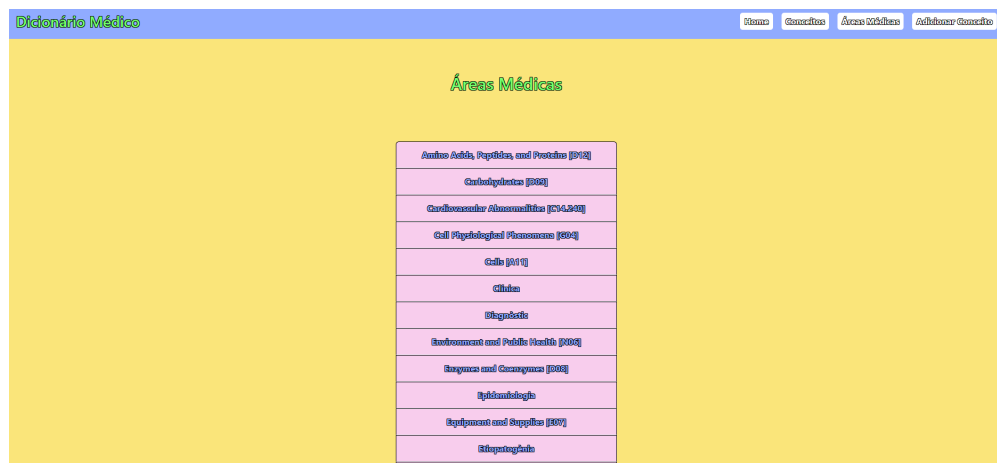 Dicionário Médico
Home Conceitos Áreas Médicas Adicionar Conceito
Áreas Médicas
Amino Acids, Peptides, and Proteins [D12]
Carbohydrates [D09]
Cardiovascular Abnormalities [C14.240]
Cell Physiological Phenomena [G04]
Cells [A11]
Clínica
Diagnóstic
Environment and Public Health [N06]
Enzymes and Coenzymes [D08]
Epidemiologia
Equipment and Supplies [E07]
Etiopatogènia